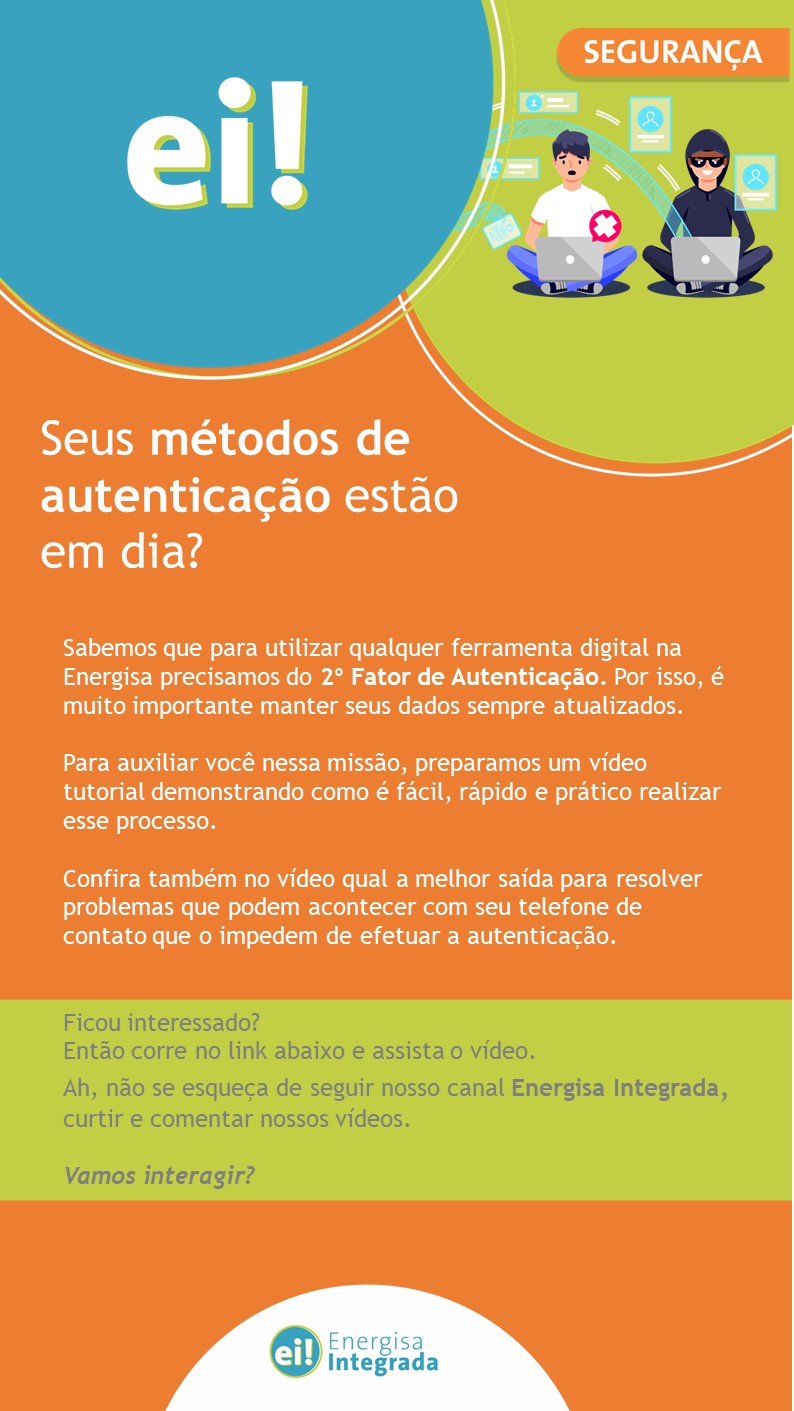 ei!
SEGURANÇA
Seus métodos de
autenticação estão
em dia?
Sabemos que para utilizar qualquer ferramenta digital na
Energisa precisamos do 2º Fator de Autenticação. Por isso, é
muito importante manter seus dados sempre atualizados.
Para auxiliar você nessa missão, preparamos um vídeo
tutorial demonstrando como é fácil, rápido e prático realizar
esse processo.
Confira também no vídeo qual a melhor saída para resolver
problemas que podem acontecer com seu telefone de
contato que o impedem de efetuar a autenticação.
Ficou interessado?
Então corre no link abaixo e assista o vídeo.
Ah, não se esqueça de seguir nosso canal Energisa Integrada,
curtir e comentar nossos vídeos.
Vamos interagir?
ei! Energisa
Integrada